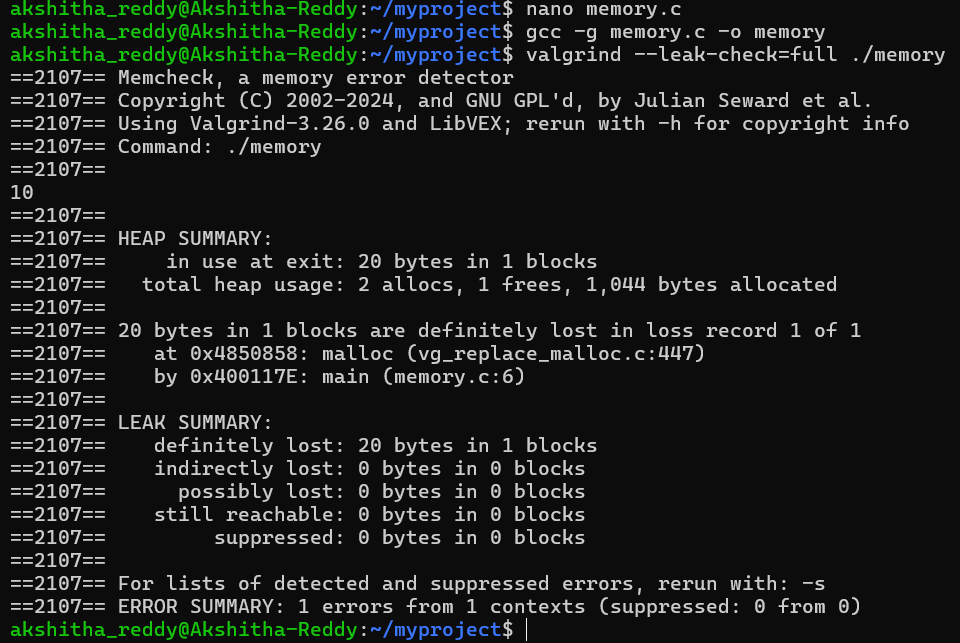 akshitha_reddy@Akshitha-Reddy:~/myproject$ nano memory.c
akshitha_reddy@Akshitha-Reddy:~/myproject$ gcc -g memory.c -o memory
akshitha_reddy@Akshitha-Reddy:~/myproject$ valgrind --leak-check=full ./memory
==2107== Memcheck, a memory error detector
==2107== Copyright (C) 2002-2024, and GNU GPL'd, by Julian Seward et al.
==2107== Using Valgrind-3.26.0 and LibVEX; rerun with -h for copyright info
==2107== Command: ./memory
==2107==
10
==2107==
==2107== HEAP SUMMARY:
==2107==     in use at exit: 20 bytes in 1 blocks
==2107==   total heap usage: 2 allocs, 1 frees, 1,044 bytes allocated
==2107==
==2107== 20 bytes in 1 blocks are definitely lost in loss record 1 of 1
==2107==    at 0x4850858: malloc (vg_replace_malloc.c:447)
==2107==    by 0x400117E: main (memory.c:6)
==2107==
==2107== LEAK SUMMARY:
==2107==    definitely lost: 20 bytes in 1 blocks
==2107==    indirectly lost: 0 bytes in 0 blocks
==2107==      possibly lost: 0 bytes in 0 blocks
==2107==    still reachable: 0 bytes in 0 blocks
==2107==         suppressed: 0 bytes in 0 blocks
==2107==
==2107== For lists of detected and suppressed errors, rerun with: -s
==2107== ERROR SUMMARY: 1 errors from 1 contexts (suppressed: 0 from 0)
akshitha_reddy@Akshitha-Reddy:~/myproject$